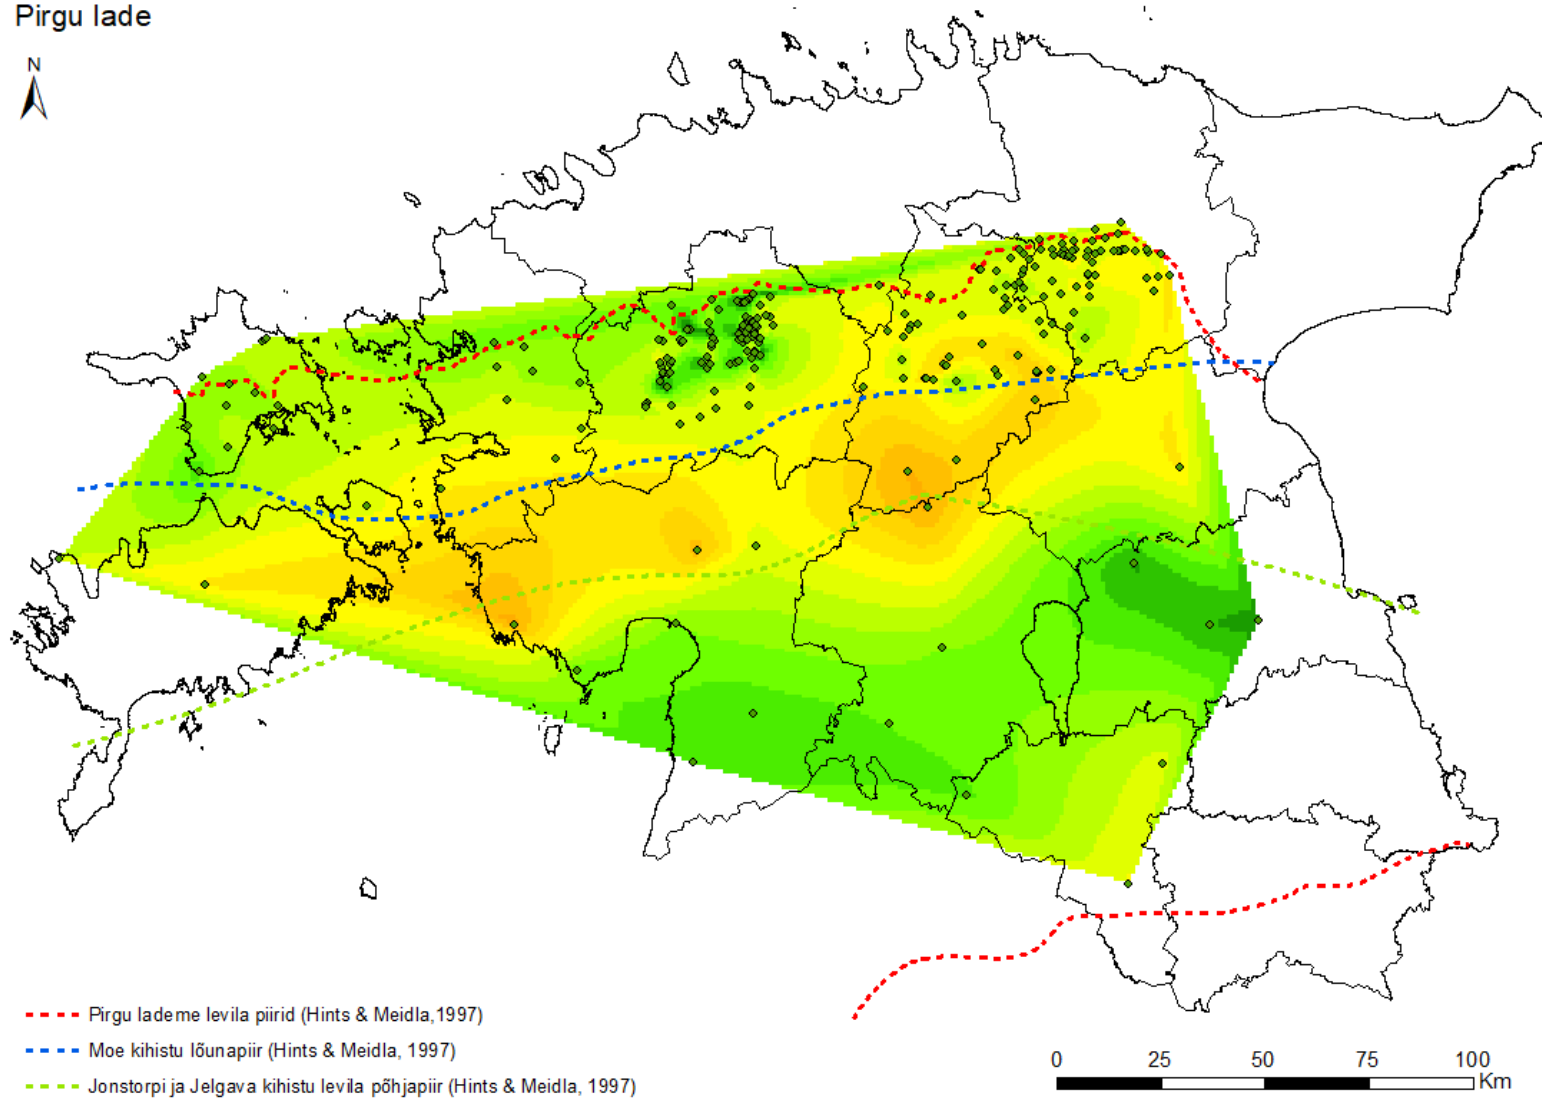 Pirgu lade
N
Pirgu lademe levila piirid (Hints & Meidla,1997)
Moe kihistu lõunapiir (Hints & Meidla, 1997)
Jonstorpi ja Jelgava kihistu levila põhjapiir (Hints & Meidla, 1997)
0 25 50 75 100
Km